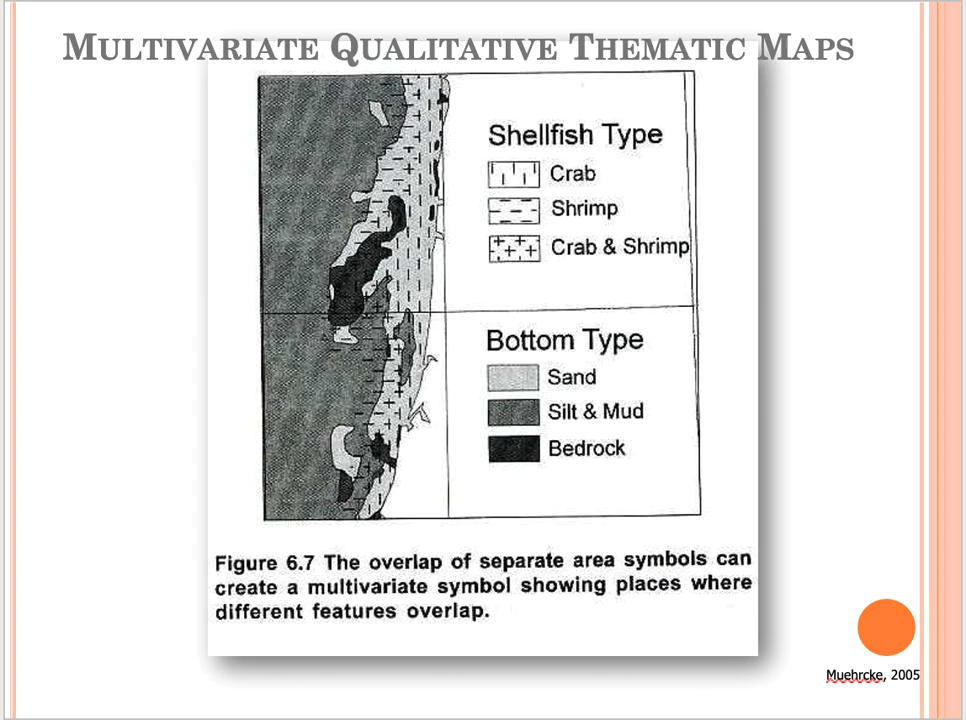 MULTIVARIATE QUALITATIVE THEMATIC MAPS
Shellfish Type
Crab
Shrimp
Crab & Shrimp
Bottom Type
Sand
Silt & Mud
Bedrock
Figure 6.7 The overlap of separate area symbols can
create a multivariate symbol showing places where
different features overlap.
Muehrcke, 2005